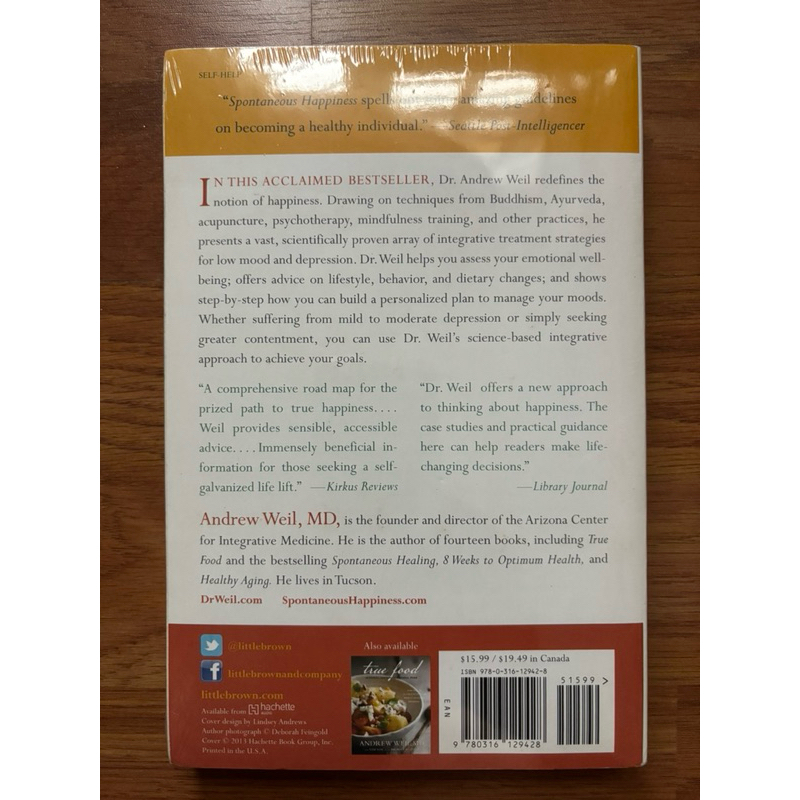 SELF-HELP
"Spontaneous Happiness spells out some amazing guidelines
on becoming a healthy individual." —Seattle Post-Intelligencer
IN THIS ACCLAIMED BESTSELLER, Dr. Andrew Weil redefines the
notion of happiness. Drawing on techniques from Buddhism, Ayurveda,
acupuncture, psychotherapy, mindfulness training, and other practices, he
presents a vast, scientifically proven array of integrative treatment strategies
for low mood and depression. Dr. Weil helps you assess your emotional well-
being; offers advice on lifestyle, behavior, and dietary changes; and shows
step-by-step how you can build a personalized plan to manage your moods.
Whether suffering from mild to moderate depression or simply seeking
greater contentment, you can use Dr. Weil's science-based integrative
approach to achieve your goals.
"A comprehensive road map for the
prized path to true happiness....
Weil provides sensible, accessible
advice.... Immensely beneficial in-
formation for those seeking a self-
galvanized life lift." —Kirkus Reviews
"Dr. Weil offers a new approach
to thinking about happiness. The
case studies and practical guidance
here can help readers make life-
changing decisions."
—Library Journal
Andrew Weil, MD, is the founder and director of the Arizona Center
for Integrative Medicine. He is the author of fourteen books, including True
Food and the bestselling Spontaneous Healing, 8 Weeks to Optimum Health, and
Healthy Aging. He lives in Tucson.
DrWeil.com SpontaneousHappiness.com
@littlebrown
littlebrownandcompany
littlebrown.com
Available from hachette
AUDIO
Cover design by Lindsey Andrews
Author photograph © Deborah Feingold
Cover © 2013 Hachette Book Group, Inc.
Printed in the U.S.A.
Also available
true food
ANDREW WEIL
$15.99 / $19.49 in Canada
ISBN 978-0-316-12942-8
51599 >
EAN
9 780316 129428